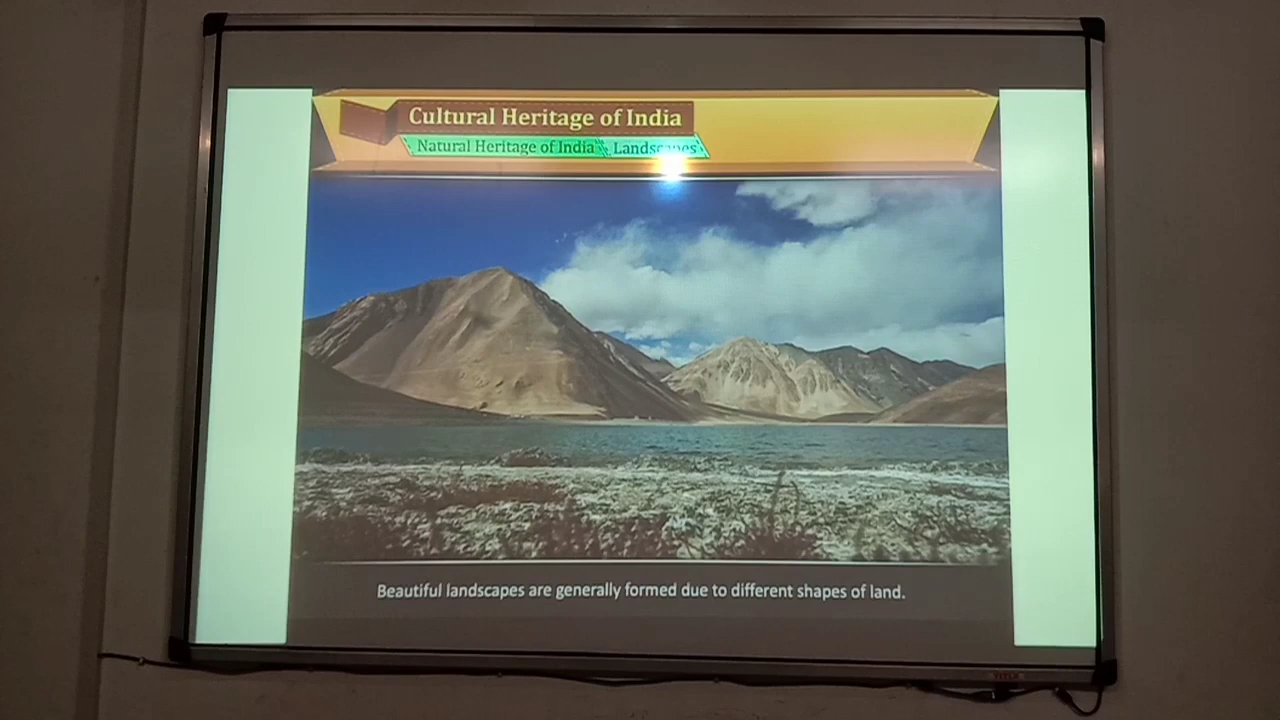 Cultural Heritage of India
Natural Heritage of India Landscapes
Beautiful landscapes are generally formed due to different shapes of land.